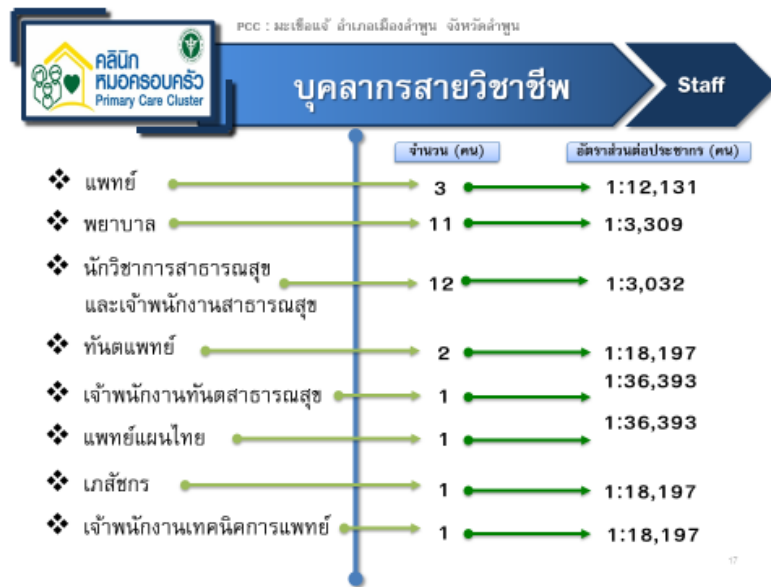 PCC : มะเขือแจ้ อำเภอเมืองลำพูน จังหวัดลำพูน
คลินิก
หมอครอบครัว
Primary Care Cluster
บุคลากรสายวิชาชีพ
Staff
จำนวน (คน) อัตราส่วนต่อประชากร (คน)
❖ แพทย์ 3 1:12,131
❖ พยาบาล 11 1:3,309
❖ นักวิชาการสาธารณสุข
และเจ้าพนักงานสาธารณสุข 12 1:3,032
❖ ทันตแพทย์ 2 1:18,197
❖ เจ้าพนักงานทันตสาธารณสุข 1 1:36,393
❖ แพทย์แผนไทย 1 1:36,393
❖ เภสัชกร 1 1:18,197
❖ เจ้าพนักงานเทคนิคการแพทย์ 1 1:18,197
17